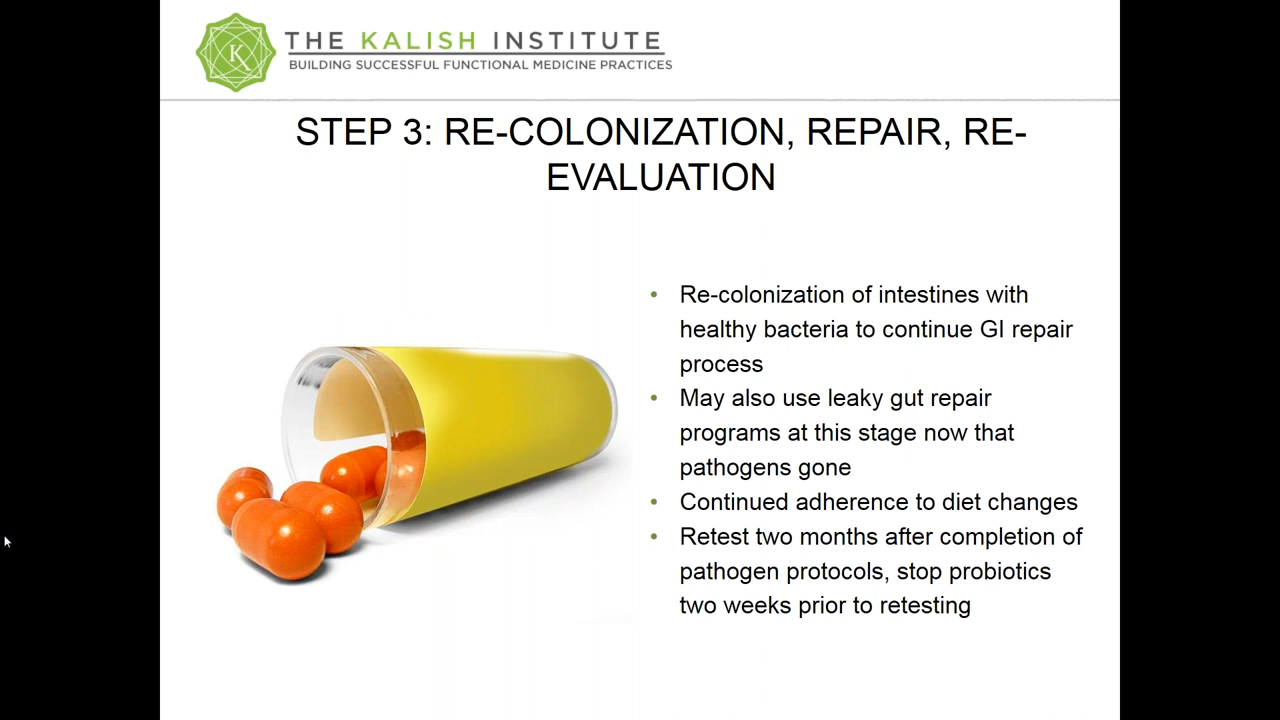 THE KALISH INSTITUTE
BUILDING SUCCESSFUL FUNCTIONAL MEDICINE PRACTICES
K
STEP 3: RE-COLONIZATION, REPAIR, RE-
EVALUATION
• Re-colonization of intestines with
healthy bacteria to continue GI repair
process
• May also use leaky gut repair
programs at this stage now that
pathogens gone
• Continued adherence to diet changes
• Retest two months after completion of
pathogen protocols, stop probiotics
two weeks prior to retesting